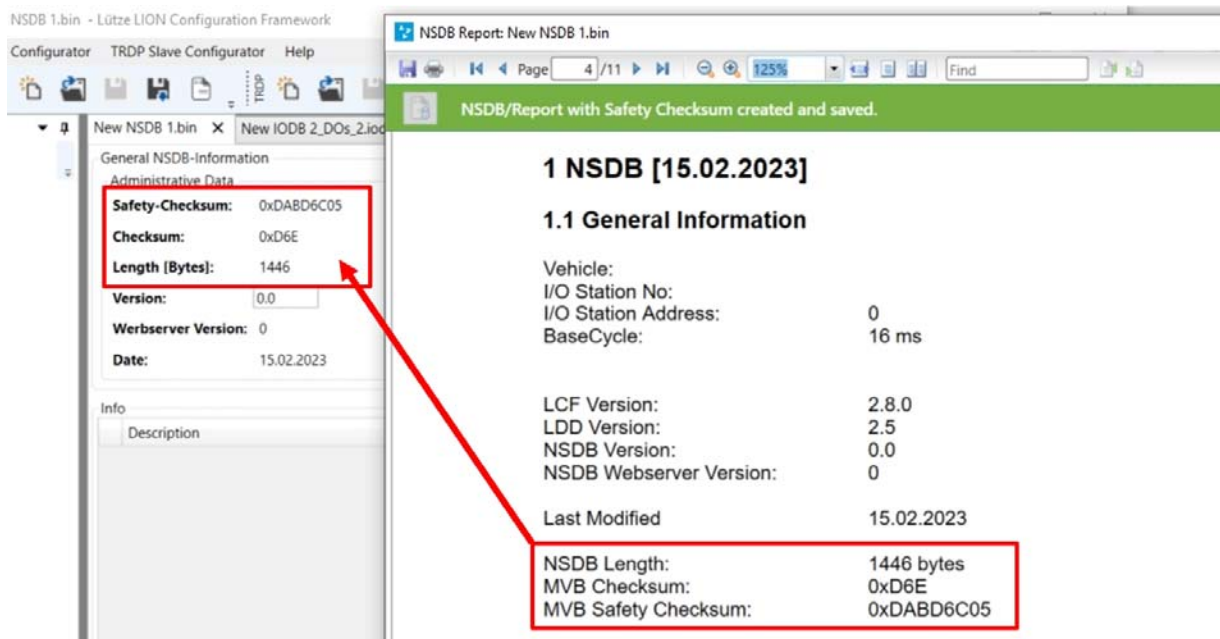 NSDB 1.bin - Lütze LION Configuration Framework
Configurator TRDP Slave Configurator Help
TRDP
New NSDB 1.bin X New IODB 2_DOs_2.iod
General NSDB-Information
Administrative Data
Safety-Checksum: 0xDABD6C05
Checksum: 0xD6E
Length [Bytes]: 1446
Version: 0.0
Werbserver Version: 0
Date: 15.02.2023
Info
Description
NSDB Report: New NSDB 1.bin
Page 4 /11 125% Find
NSDB/Report with Safety Checksum created and saved.
1 NSDB [15.02.2023]
1.1 General Information
Vehicle:
I/O Station No:
I/O Station Address: 0
BaseCycle: 16 ms
LCF Version: 2.8.0
LDD Version: 2.5
NSDB Version: 0.0
NSDB Webserver Version: 0
Last Modified 15.02.2023
NSDB Length: 1446 bytes
MVB Checksum: 0xD6E
MVB Safety Checksum: 0xDABD6C05